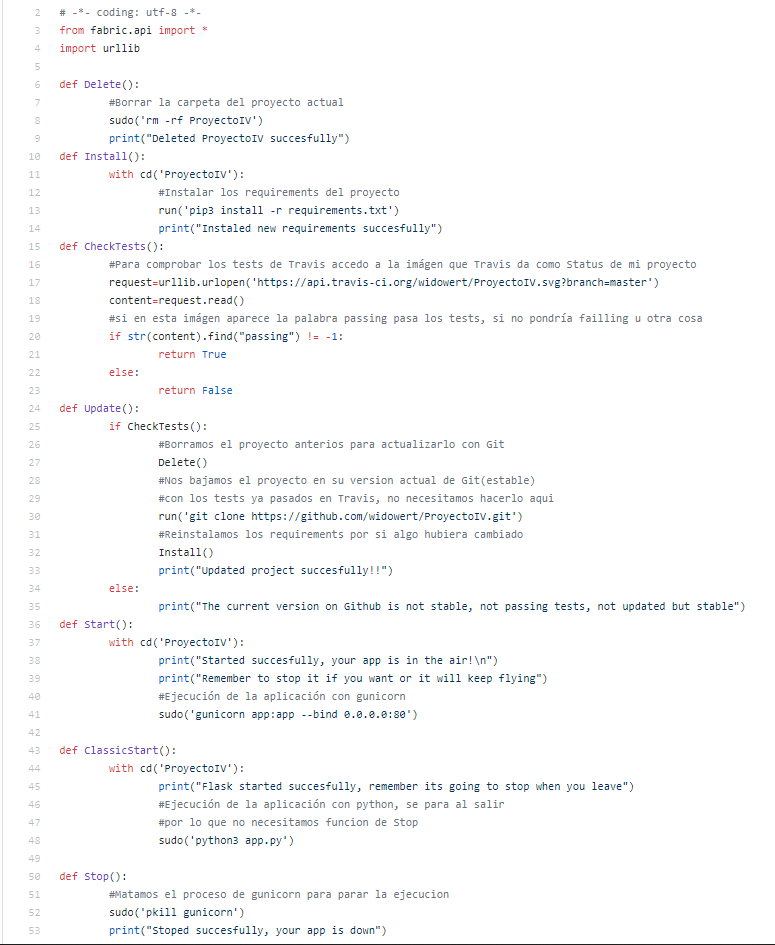 2 # -*- coding: utf-8 -*-
3 from fabric.api import *
4 import urllib
5
6 def Delete():
7         #Borrar la carpeta del proyecto actual
8         sudo('rm -rf ProyectoIV')
9         print("Deleted ProyectoIV succesfully")
10 def Install():
11         with cd('ProyectoIV'):
12                 #Instalar los requirements del proyecto
13                 run('pip3 install -r requirements.txt')
14                 print("Instaled new requirements succesfully")
15 def CheckTests():
16         #Para comprobar los tests de Travis accedo a la imágen que Travis da como Status de mi proyecto
17         request=urllib.urlopen('https://api.travis-ci.org/widowert/ProyectoIV.svg?branch=master')
18         content=request.read()
19         #si en esta imágen aparece la palabra passing pasa los tests, si no pondría failling u otra cosa
20         if str(content).find("passing") != -1:
21                 return True
22         else:
23                 return False
24 def Update():
25         if CheckTests():
26                 #Borramos el proyecto anterios para actualizarlo con Git
27                 Delete()
28                 #Nos bajamos el proyecto en su version actual de Git(estable)
29                 #con los tests ya pasados en Travis, no necesitamos hacerlo aqui
30                 run('git clone https://github.com/widowert/ProyectoIV.git')
31                 #Reinstalamos los requirements por si algo hubiera cambiado
32                 Install()
33                 print("Updated project succesfully!!")
34         else:
35                 print("The current version on Github is not stable, not passing tests, not updated but stable")
36 def Start():
37         with cd('ProyectoIV'):
38                 print("Started succesfully, your app is in the air!\n")
39                 print("Remember to stop it if you want or it will keep flying")
40                 #Ejecución de la aplicación con gunicorn
41                 sudo('gunicorn app:app --bind 0.0.0.0:80')
42
43 def ClassicStart():
44         with cd('ProyectoIV'):
45                 print("Flask started succesfully, remember its going to stop when you leave")
46                 #Ejecución de la aplicación con python, se para al salir
47                 #por lo que no necesitamos funcion de Stop
48                 sudo('python3 app.py')
49
50 def Stop():
51         #Matamos el proceso de gunicorn para parar la ejecucion
52         sudo('pkill gunicorn')
53         print("Stoped succesfully, your app is down")